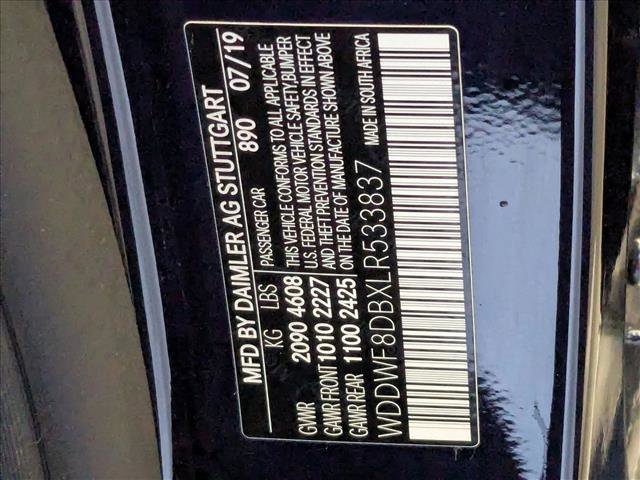 MFD BY DAIMLER AG STUTTGART
890 07/19
KG LBS PASSENGER CAR
GVWR 2090 4608 THIS VEHICLE CONFORMS TO ALL APPLICABLE
GAWR FRONT 1010 2227 U.S. FEDERAL MOTOR VEHICLE SAFETY, BUMPER
GAWR REAR 1100 2425 AND THEFT PREVENTION STANDARDS IN EFFECT
ON THE DATE OF MANUFACTURE SHOWN ABOVE
WDDWF8DBXLR533837 MADE IN SOUTH AFRICA